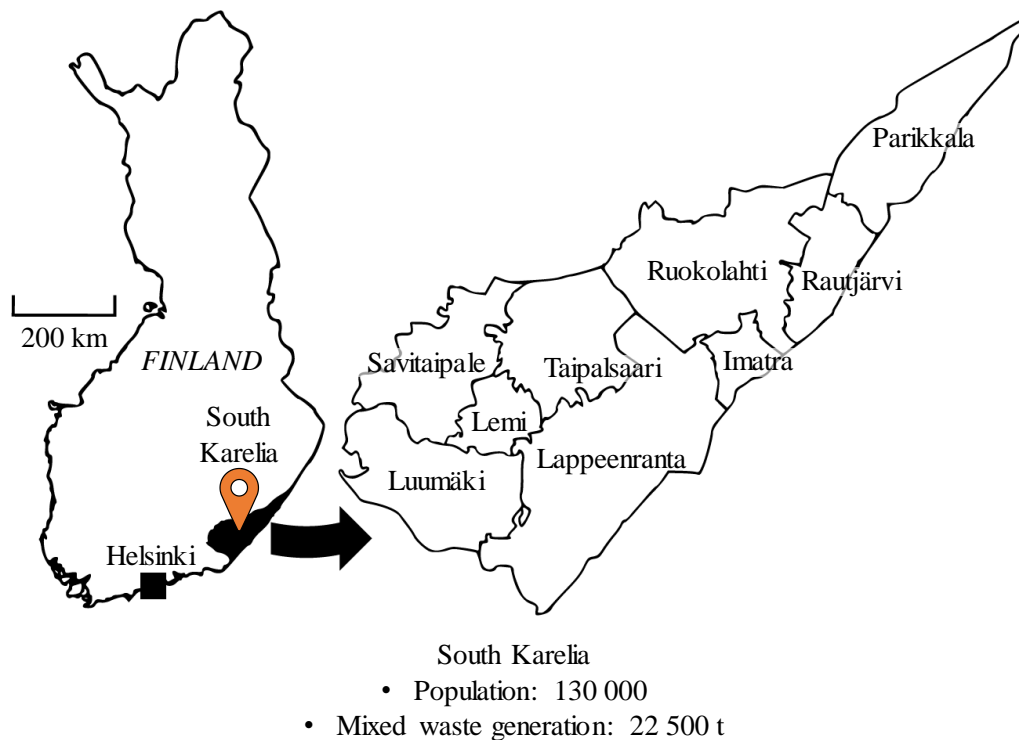 200 km
FINLAND
South
Karelia
Helsinki
Parikkala
Ruokolahti
Rautjärvi
Savitaipale
Taipalsaari
Imatra
Lemi
Lappeenranta
Luumäki
South Karelia
• Population: 130 000
• Mixed waste generation: 22 500 t